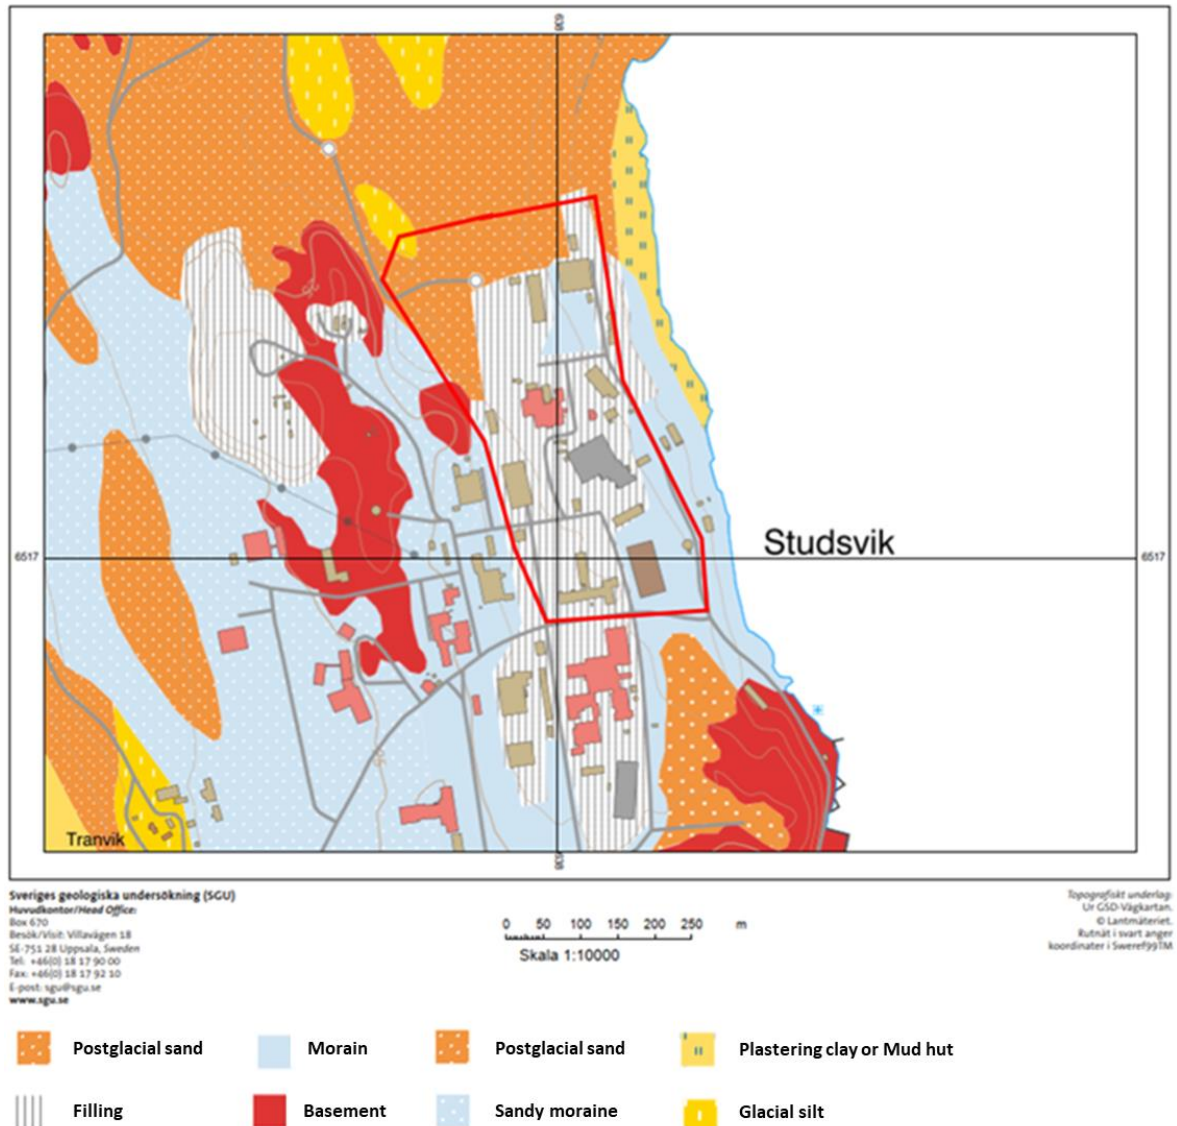 638
6517
Studsvik
6517
Tranvik
638
Sveriges geologiska undersökning (SGU)
Huvudkontor/Head Office:
Box 670
Besök/Visit: Villavägen 18
SE-751 28 Uppsala, Sweden
Tel: +46(0) 18 17 90 00
Fax: +46(0) 18 17 92 10
E-post: sgu@sgu.se
www.sgu.se
0 50 100 150 200 250 m
Skala 1:10000
Topografiskt underlag:
Ur GSD-Vägkartan.
© Lantmäteriet.
Rutnät i svart anger
koordinater i Sweref99TM
Postglacial sand
Morain
Postglacial sand
Plastering clay or Mud hut
Filling
Basement
Sandy moraine
Glacial silt